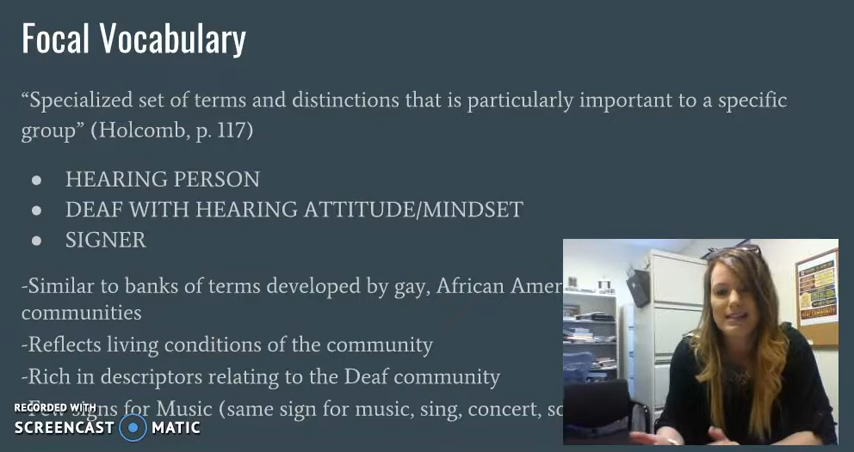 Focal Vocabulary
“Specialized set of terms and distinctions that is particularly important to a specific
group” (Holcomb, p. 117)
● HEARING PERSON
● DEAF WITH HEARING ATTITUDE/MINDSET
● SIGNER
-Similar to banks of terms developed by gay, African Amer
communities
-Reflects living conditions of the community
-Rich in descriptors relating to the Deaf community
-Few signs for Music (same sign for music, sing, concert, so
RECORDED WITH
SCREENCAST MATIC